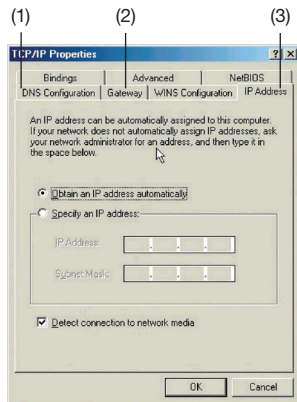 (1) (2) (3)
TCP/IP Properties
Bindings Advanced NetBIOS
DNS Configuration Gateway WINS Configuration IP Address
An IP address can be automatically assigned to this computer.
If your network does not automatically assign IP addresses, ask
your network administrator for an address, and then type it in
the space below.
Obtain an IP address automatically
Specify an IP address:
IP Address:
Subnet Mask:
Detect connection to network media
OK Cancel